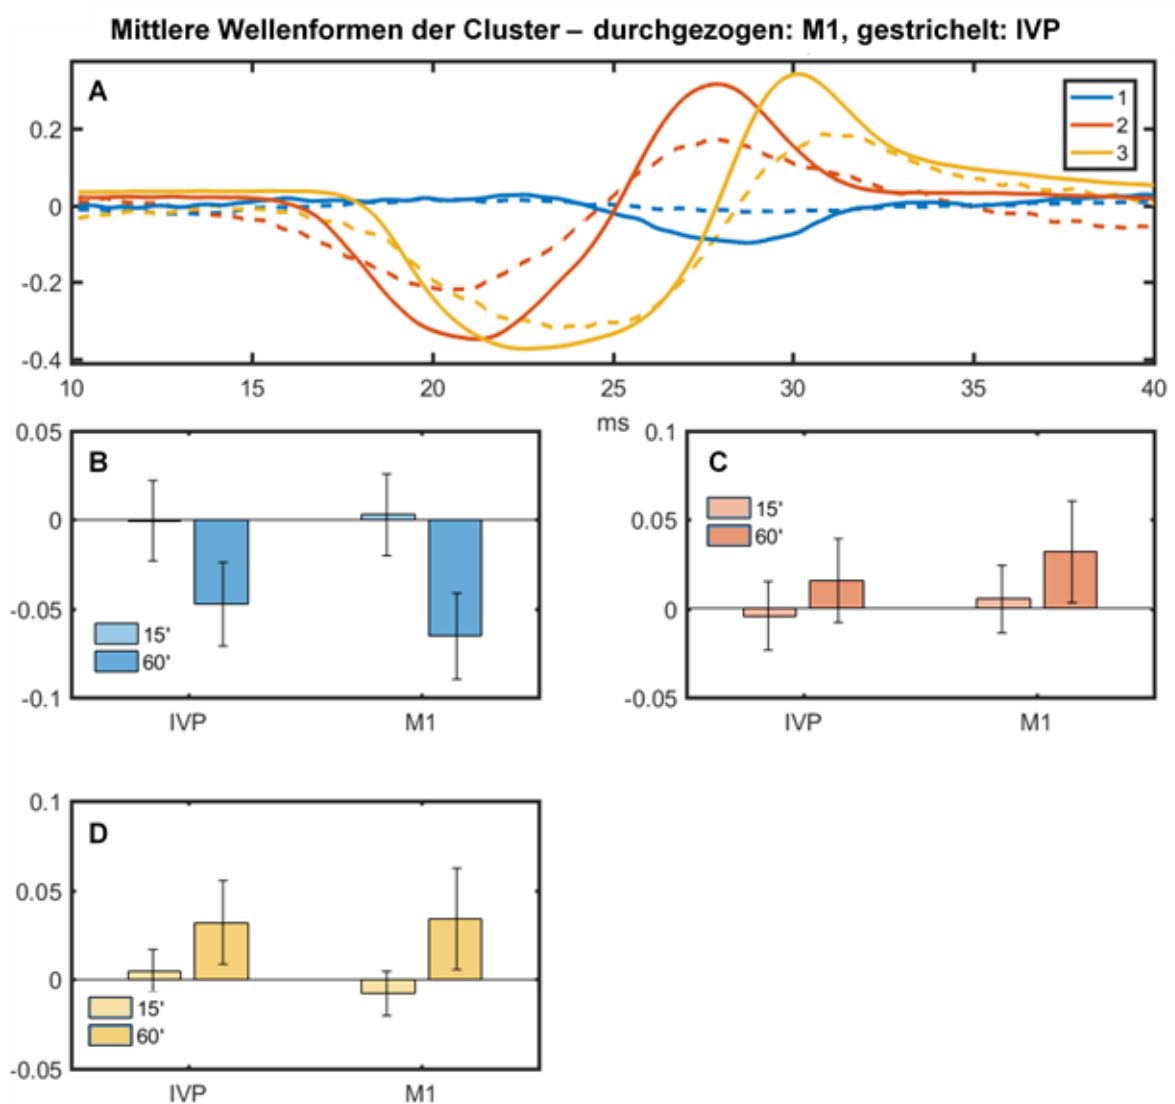 Mittlere Wellenformen der Cluster – durchgezogen: M1, gestrichelt: IVP
A
1
2
3
0.2
0
-0.2
-0.4
10
15
20
25
30
35
40
ms
B
0.05
0
-0.05
-0.1
15'
60'
IVP
M1
C
0.1
0.05
0
-0.05
15'
60'
IVP
M1
D
0.1
0.05
0
-0.05
15'
60'
IVP
M1